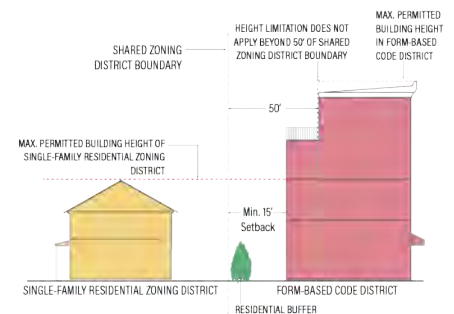 MAX. PERMITTED
BUILDING HEIGHT
IN FORM-BASED
CODE DISTRICT
HEIGHT LIMITATION DOES NOT
APPLY BEYOND 50' OF SHARED
ZONING DISTRICT BOUNDARY
SHARED ZONING
DISTRICT BOUNDARY
50'
MAX. PERMITTED BUILDING HEIGHT OF
SINGLE-FAMILY RESIDENTIAL ZONING
DISTRICT
Min. 15'
Setback
SINGLE-FAMILY RESIDENTIAL ZONING DISTRICT
FORM-BASED CODE DISTRICT
RESIDENTIAL BUFFER